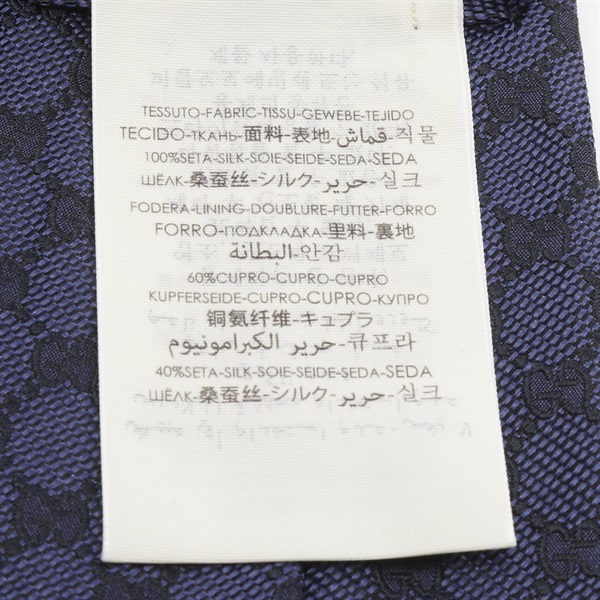 TESSUTO-FABRIC-TISSU-GEWEBE-TEJIDO
TECIDO-ТКАНЬ-面料-表地-قماش-직물
100%SETA-SILK-SOIE-SEIDE-SEDA-SEDA
ШЁЛК-桑蚕丝-シルク-حرير-실크
FODERA-LINING-DOUBLURE-FUTTER-FORRO
FORRO-ПОДКЛАДКА-里料-裏地
البطانة-안감
60%CUPRO-CUPRO-CUPRO
KUPFERSEIDE-CUPRO-CUPRO-КУПРО
铜氨纤维-キュプラ
حرير الكبرامونيوم-큐프라
40%SETA-SILK-SOIE-SEIDE-SEDA-SEDA
ШЁЛК-桑蚕丝-シルク-حرير-실크